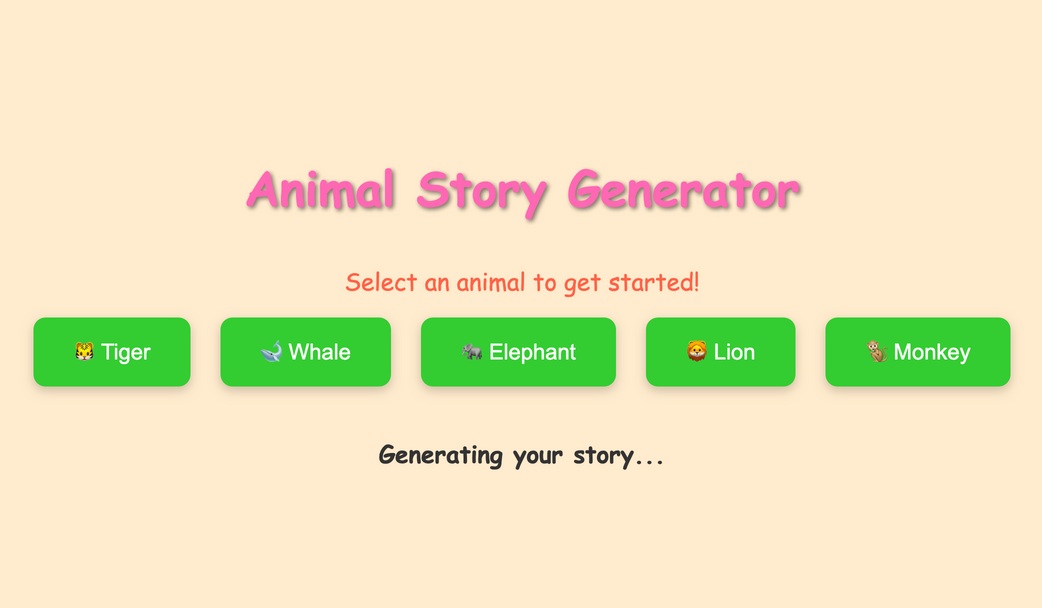 Animal Story Generator
Select an animal to get started!
🐯 Tiger
🐋 Whale
🐘 Elephant
🦁 Lion
🐒 Monkey
Generating your story...